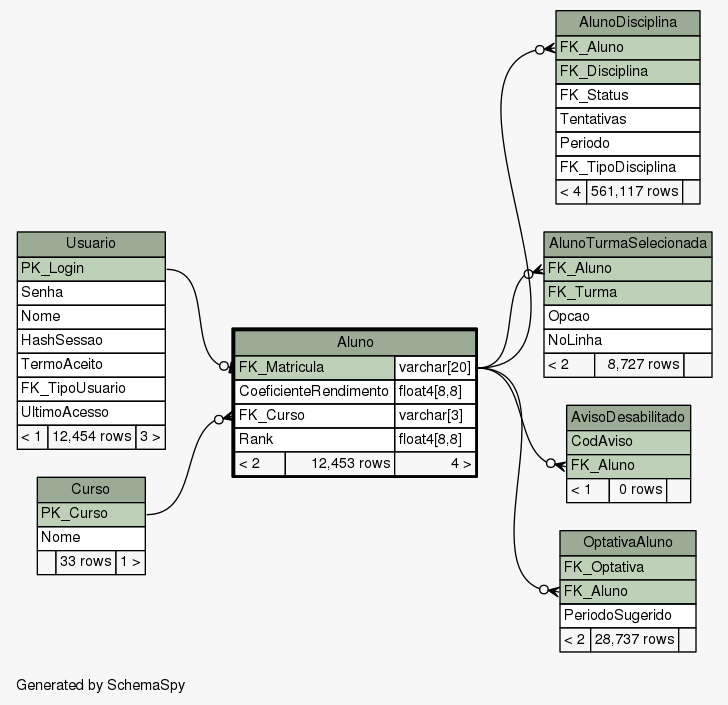 AlunoDisciplina
FK_Aluno
FK_Disciplina
FK_Status
Tentativas
Periodo
FK_TipoDisciplina
< 4 561,117 rows
Usuario
PK_Login
Senha
Nome
HashSessao
TermoAceito
FK_TipoUsuario
UltimoAcesso
< 1 12,454 rows 3 >
AlunoTurmaSelecionada
FK_Aluno
FK_Turma
Opcao
NoLinha
< 2 8,727 rows
Aluno
FK_Matricula varchar[20]
CoeficienteRendimento float4[8,8]
FK_Curso varchar[3]
Rank float4[8,8]
< 2 12,453 rows 4 >
AvisoDesabilitado
CodAviso
FK_Aluno
< 1 0 rows
Curso
PK_Curso
Nome
33 rows 1 >
OptativaAluno
FK_Optativa
FK_Aluno
PeriodoSugerido
< 2 28,737 rows
Generated by SchemaSpy